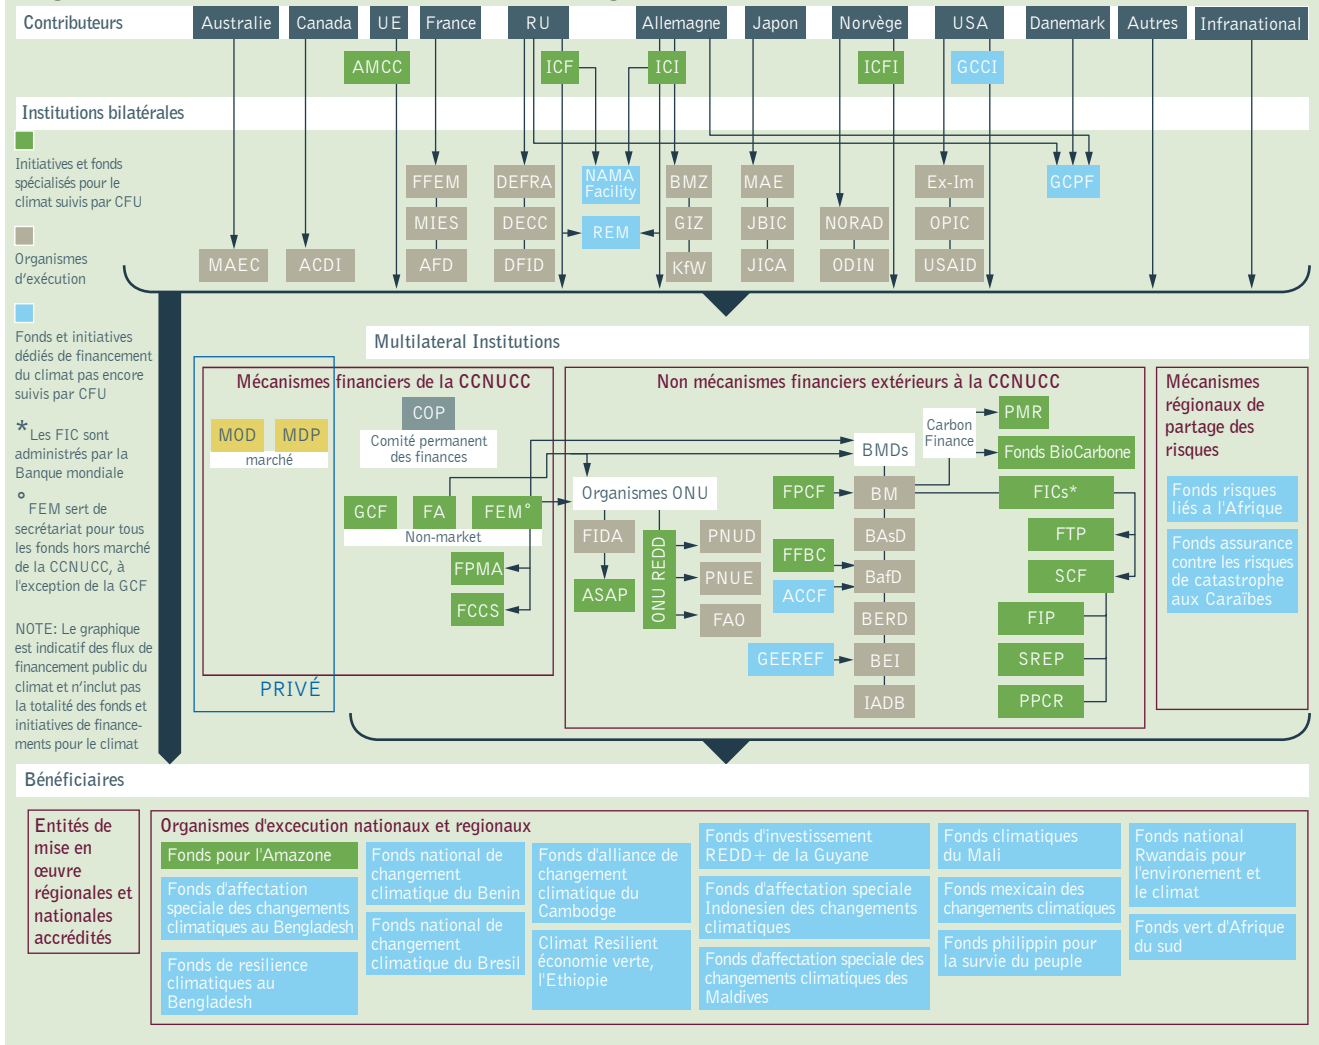 Contributeurs
Australie
Canada
UE
France
RU
Allemagne
Japon
Norvège
USA
Danemark
Autres
Infranational
AMCC
ICF
ICI
ICFI
GCCI
Institutions bilatérales
Initiatives et fonds
spécialisés pour le
climat suivis par CFU
Organismes
d'exécution
Fonds et initiatives
dédiés de financement
du climat pas encore
suivis par CFU
*Les FIC sont
administrés par la
Banque mondiale
°FEM sert de
secrétariat pour tous
les fonds hors marché
de la CCNUCC, à
l'exception de la GCF
NOTE: Le graphique
est indicatif des flux de
financement public du
climat et n'inclut pas
la totalité des fonds et
initiatives de finance-
ments pour le climat
MAEC
ACDI
FFEM
MIES
AFD
DEFRA
DECC
DFID
NAMA
Facility
REM
BMZ
GIZ
KfW
MAE
JBIC
JICA
NORAD
ODIN
Ex-Im
OPIC
USAID
GCPF
Multilateral Institutions
Mécanismes financiers de la CCNUCC
MOD
MDP
marché
COP
Comité permanent
des finances
GCF
FA
FEM°
Non-market
FPMA
FCCS
PRIVÉ
Non mécanismes financiers extérieurs à la CCNUCC
Organismes ONU
FIDA
ASAP
ONU REDD
PNUD
PNUE
FAO
FPCF
FFBC
ACCF
GEEREF
BMDs
BM
BAsD
BafD
BERD
BEI
IADB
Carbon
Finance
PMR
Fonds BioCarbone
FICs*
FTP
SCF
FIP
SREP
PPCR
Mécanismes
régionaux de
partage des
risques
Fonds risques
liés a l'Afrique
Fonds assurance
contre les risques
de catastrophe
aux Caraïbes
Bénéficiaires
Entités de
mise en
œuvre
régionales et
nationales
accrédités
Organismes d'excecution nationaux et regionaux
Fonds pour l'Amazone
Fonds d'affectation
speciale des changements
climatiques au Bengladesh
Fonds de resilience
climatiques au
Bengladesh
Fonds national de
changement
climatique du Benin
Fonds national de
changement
climatique du Bresil
Fonds d'alliance de
changement
climatique du
Cambodge
Climat Resilient
économie verte,
l'Ethiopie
Fonds d'investissement
REDD+ de la Guyane
Fonds d'affectation speciale
Indonesien des changements
climatiques
Fonds d'affectation speciale des
changements climatiques des
Maldives
Fonds climatiques
du Mali
Fonds mexicain des
changements climatiques
Fonds philippin pour
la survie du peuple
Fonds national
Rwandais pour
l'environement et
le climat
Fonds vert d'Afrique
du sud